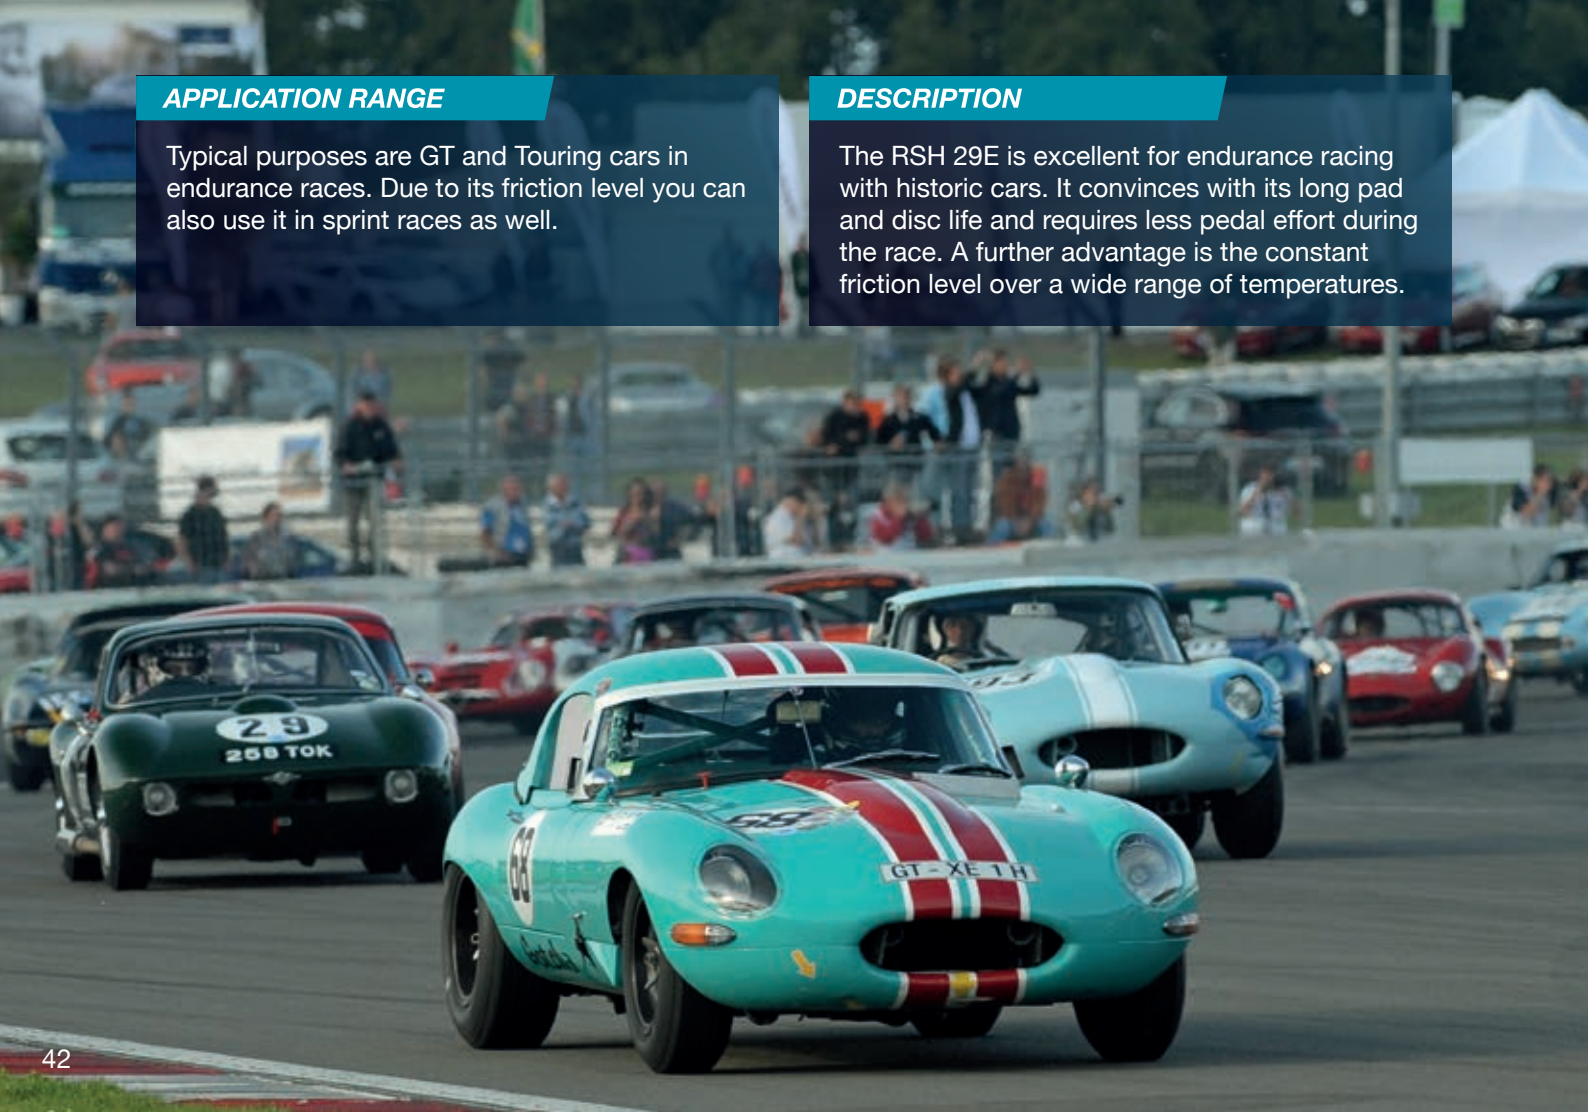 APPLICATION RANGE
Typical purposes are GT and Touring cars in
endurance races. Due to its friction level you can
also use it in sprint races as well.
DESCRIPTION
The RSH 29E is excellent for endurance racing
with historic cars. It convinces with its long pad
and disc life and requires less pedal effort during
the race. A further advantage is the constant
friction level over a wide range of temperatures.
29
258 TOK
93
68
68
GT - XE 1 H
42